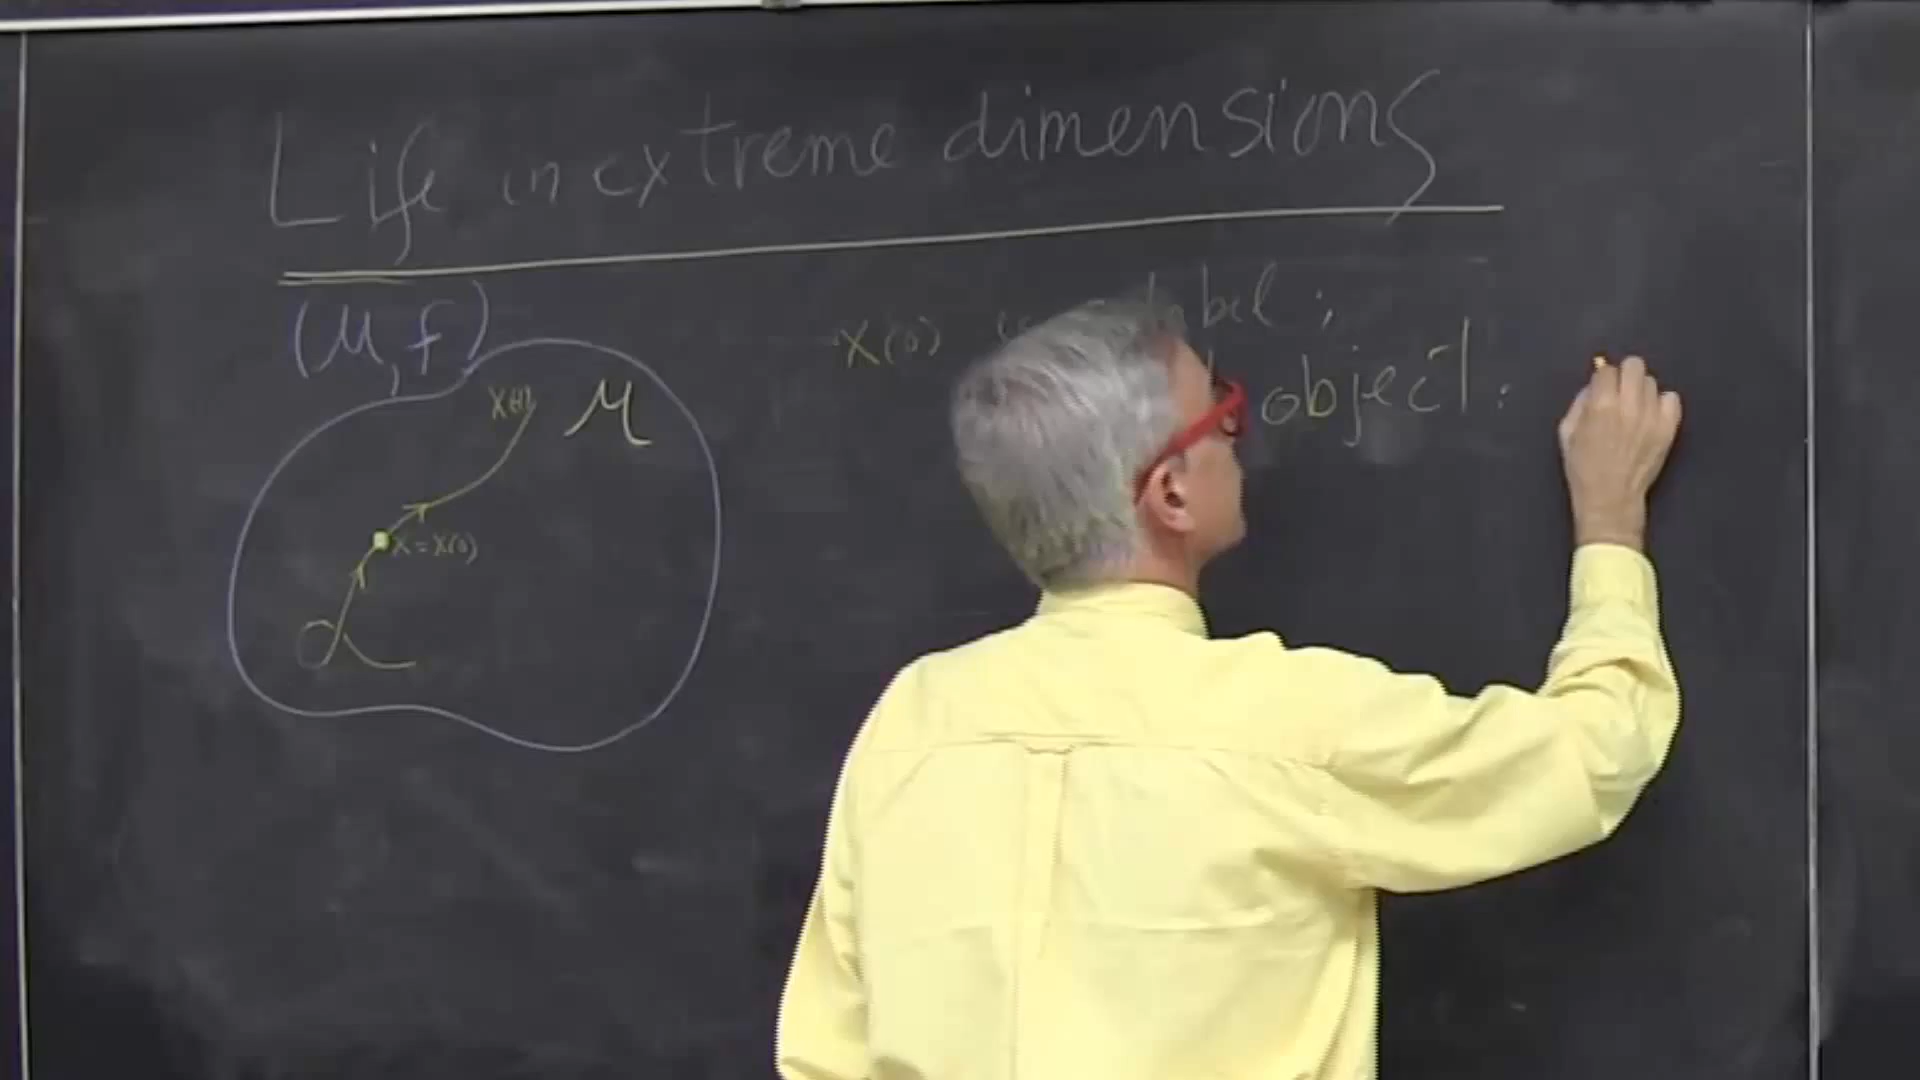 Life in extreme dimensions
(M, f)
x(0) label;
object:
x(t) M
x = x(0)